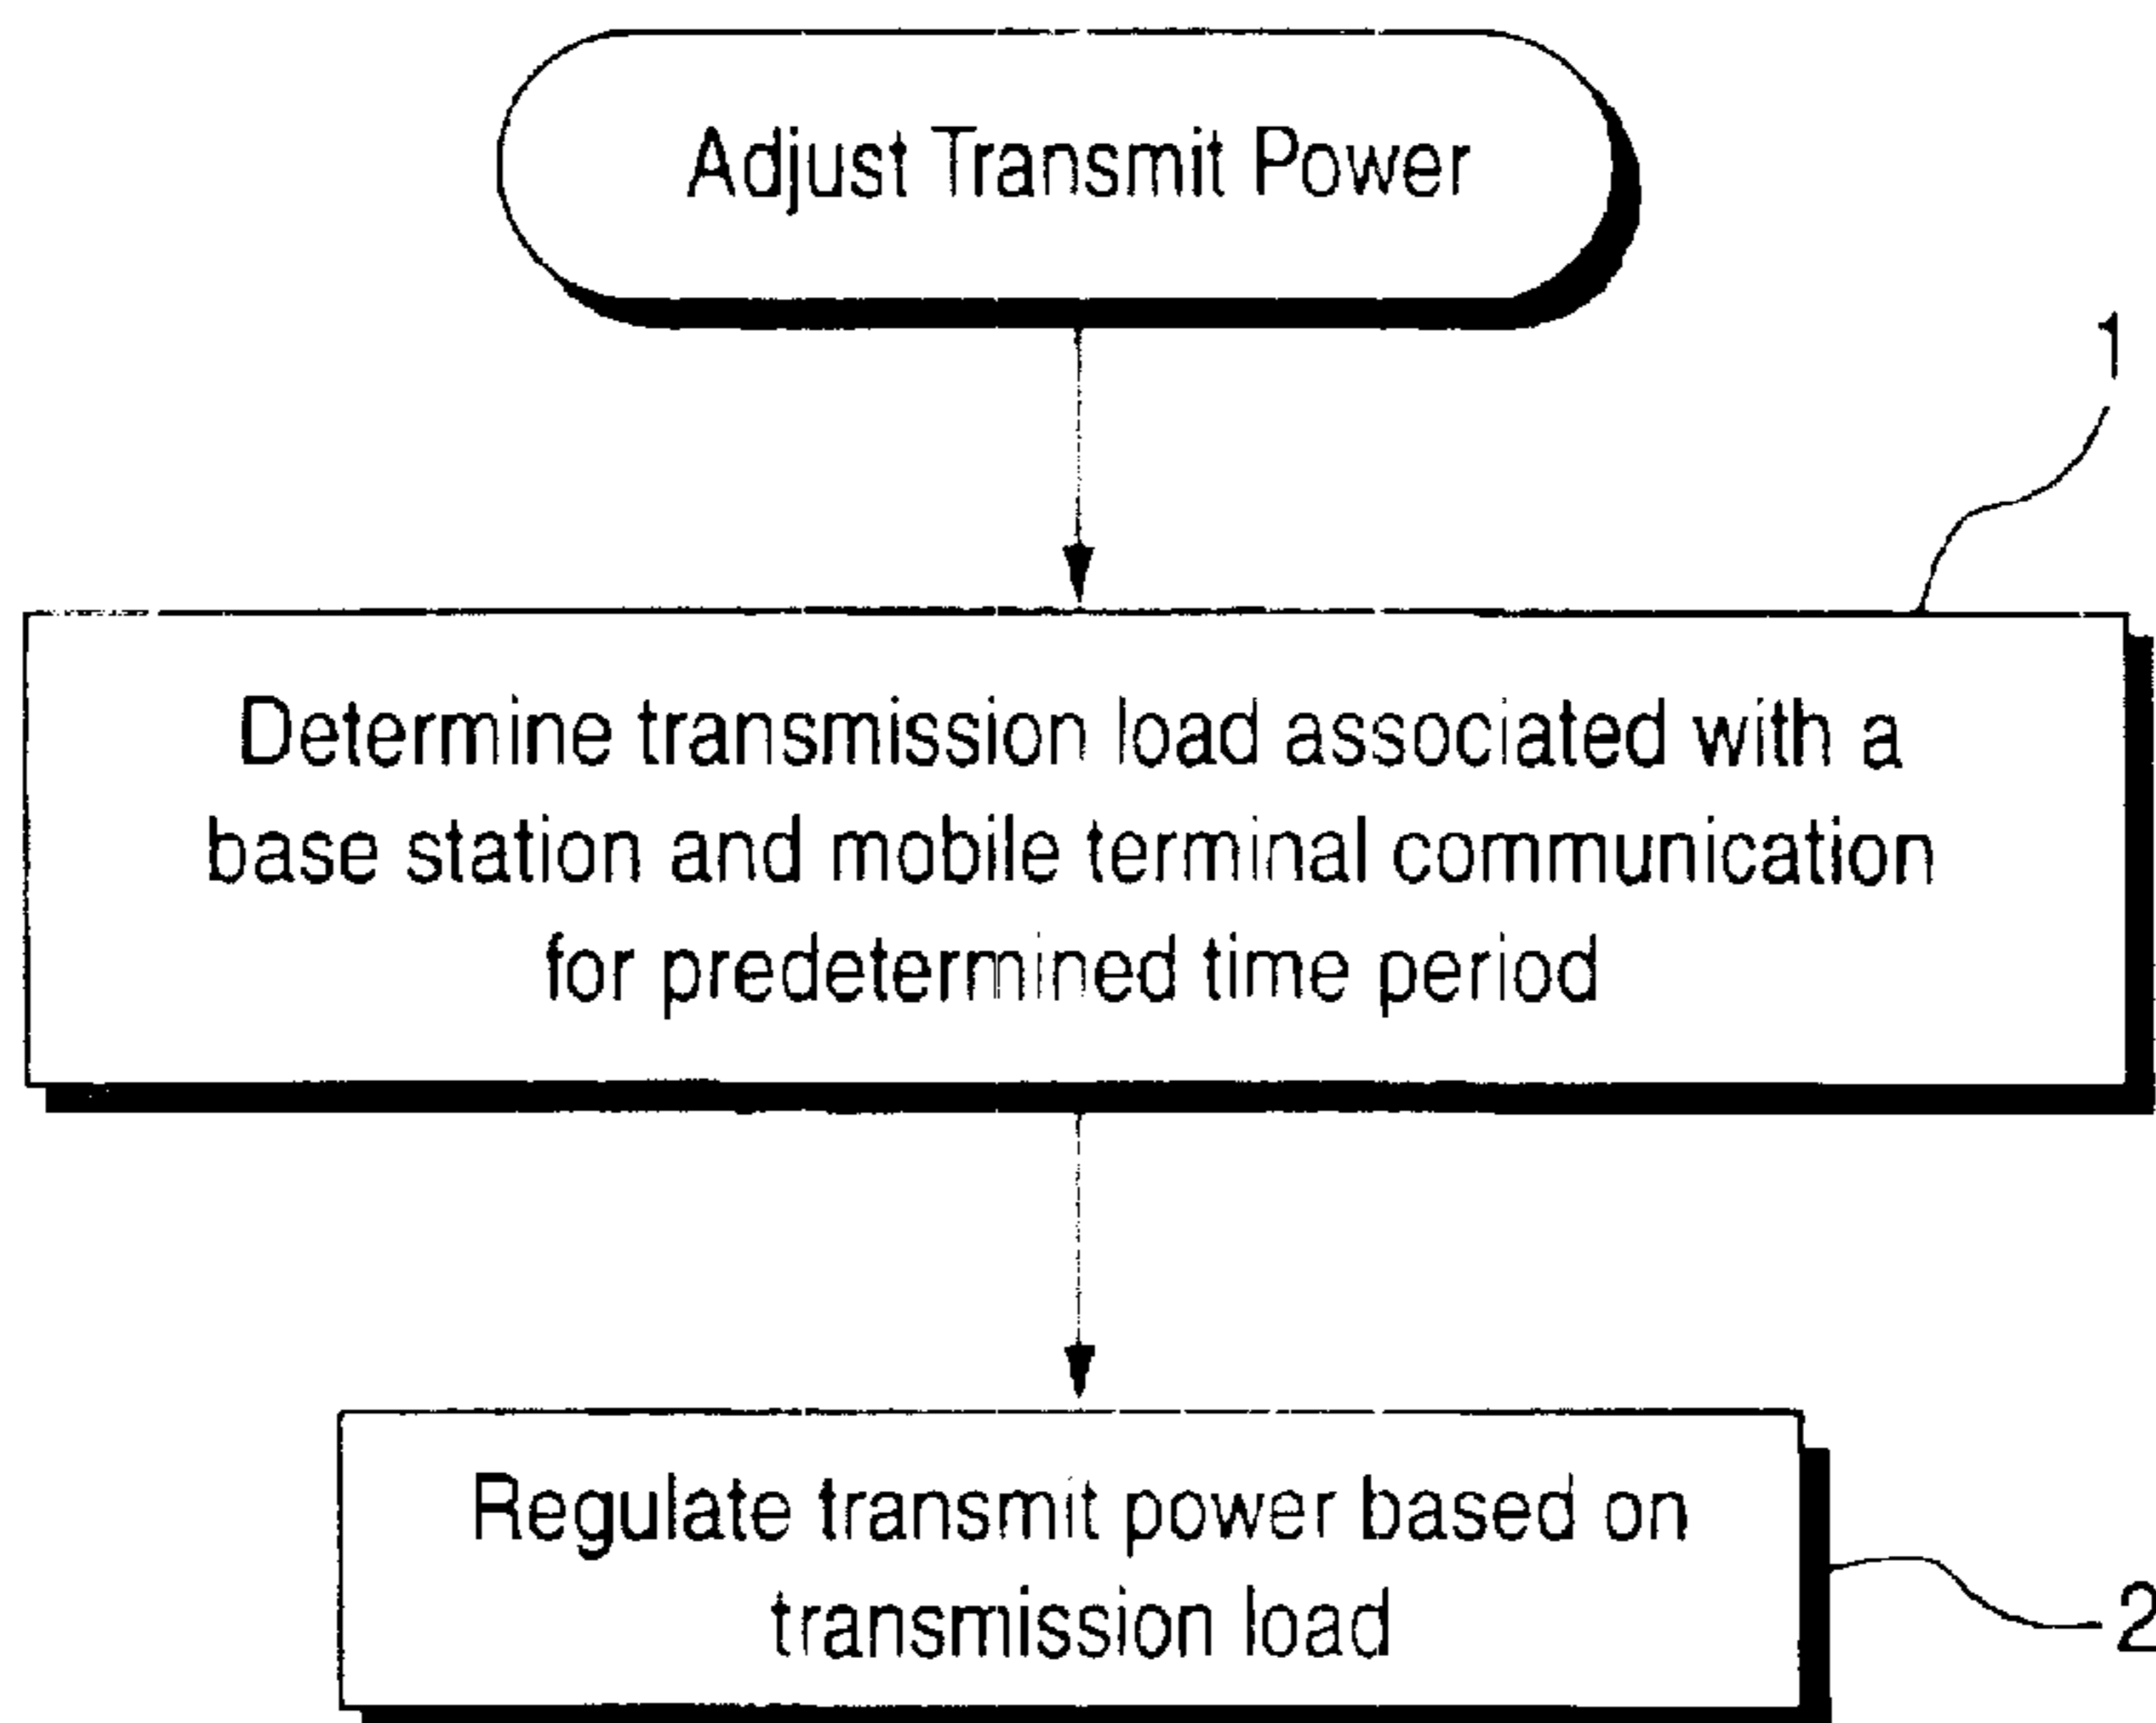 Adjust Transmit Power
1
Determine transmission load associated with a
base station and mobile terminal communication
for predetermined time period
Regulate transmit power based on
transmission load
2